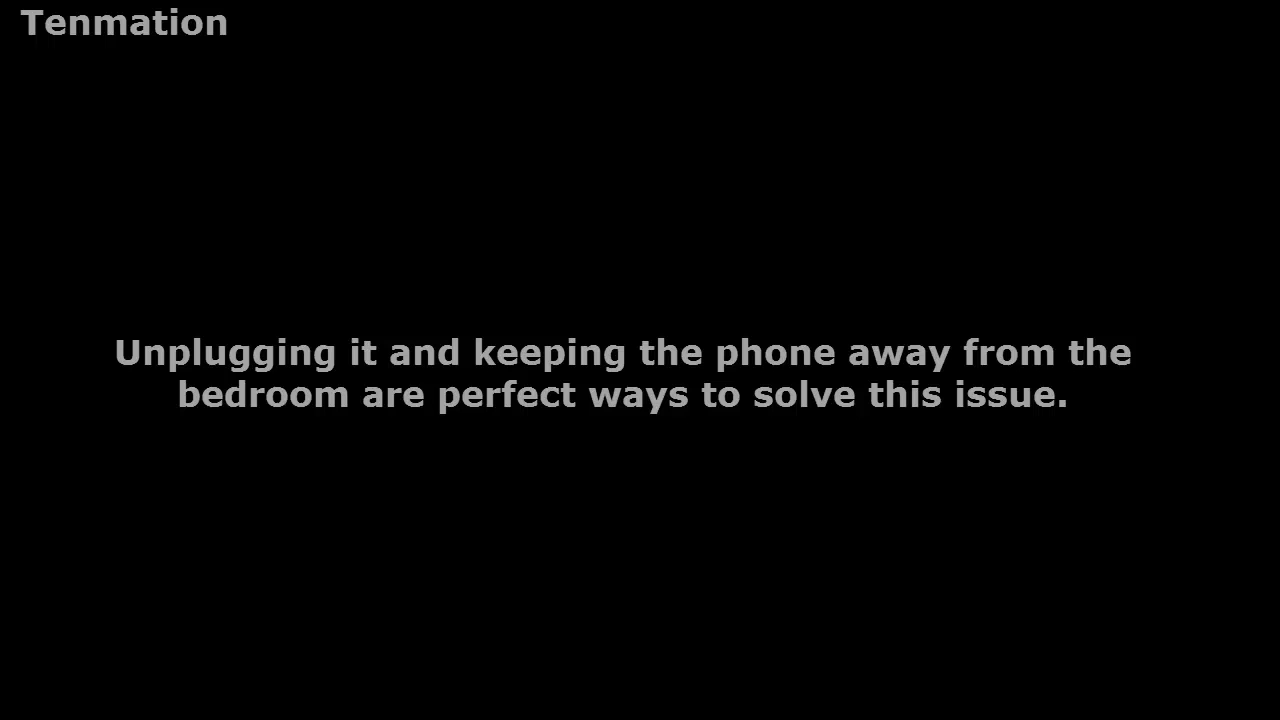 Tenmation
Unplugging it and keeping the phone away from the
bedroom are perfect ways to solve this issue.